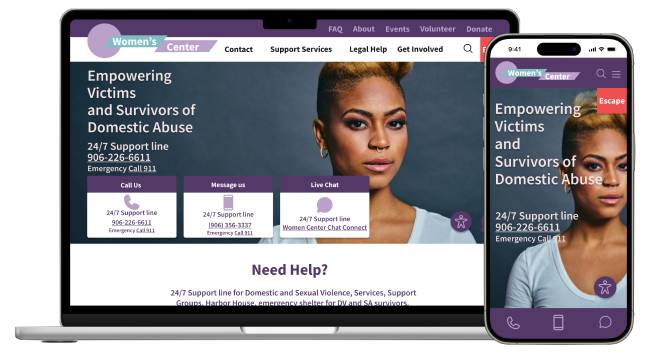 FAQ About Events Volunteer Donate
Women's Center
Contact Support Services Legal Help Get Involved
Empowering
Victims
and Survivors of
Domestic Abuse
24/7 Support line
906-226-6611
Emergency Call 911
Call Us
24/7 Support line
906-226-6611
Emergency Call 911
Message us
24/7 Support line
(906) 356-3337
Emergency Call 911
Live Chat
24/7 Support line
Women Center Chat Connect
Need Help?
24/7 Support line for Domestic and Sexual Violence, Services, Support
Groups, Harbor House, emergency shelter for DV and SA survivors.
9:41
Women's Center
Escape
Empowering
Victims
and
Survivors of
Domestic Abuse
24/7 Support line
906-226-6611
Emergency Call 911